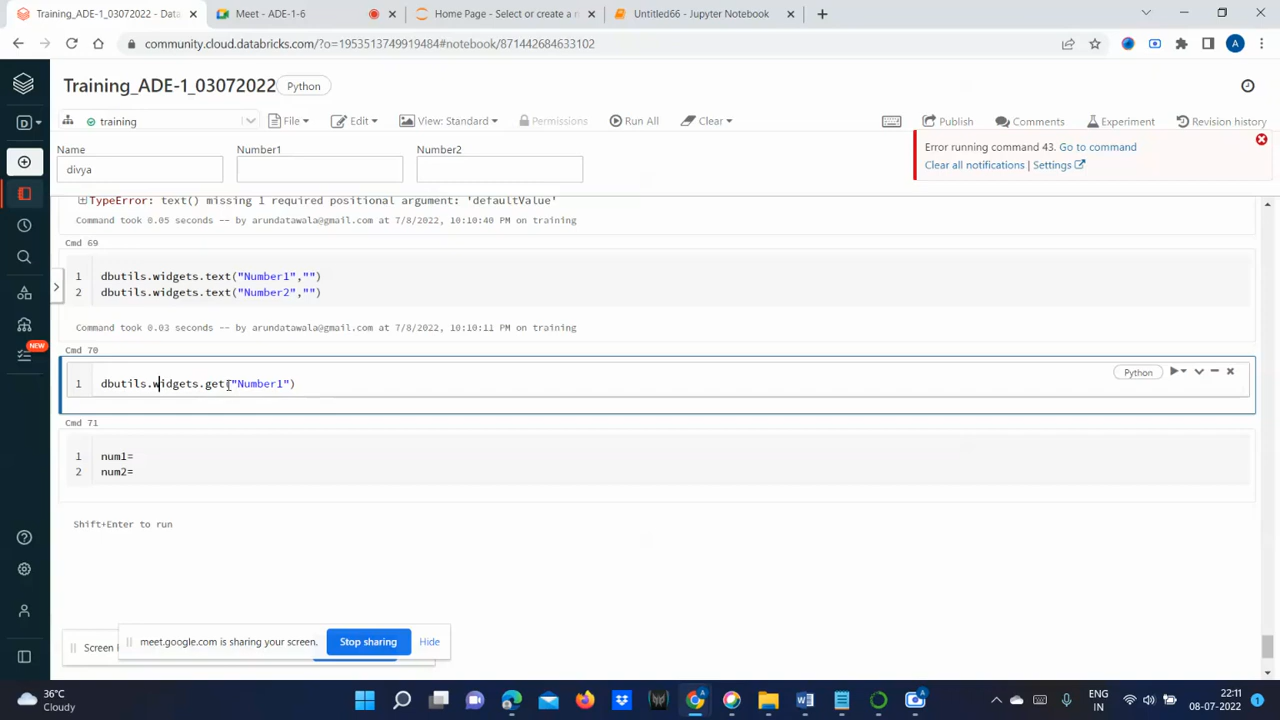 Training_ADE-1_03072022 - Data
Meet - ADE-1-6
Home Page - Select or create a n
Untitled66 - Jupyter Notebook
community.cloud.databricks.com/?o=1953513749919484#notebook/871442684633102
A
Training_ADE-1_03072022 Python
D training File Edit View: Standard Permissions Run All Clear Publish Comments Experiment Revision history
Error running command 43. Go to command
Clear all notifications | Settings
Name Number1 Number2
divya
TypeError: text() missing 1 required positional argument: 'defaultValue'
Command took 0.05 seconds -- by arundatawala@gmail.com at 7/8/2022, 10:10:40 PM on training
Cmd 69
1 dbutils.widgets.text("Number1","")
2 dbutils.widgets.text("Number2","")
Command took 0.03 seconds -- by arundatawala@gmail.com at 7/8/2022, 10:10:11 PM on training
NEW
Cmd 70
Python
1 dbutils.widgets.get("Number1")
Cmd 71
1 num1=
2 num2=
Shift+Enter to run
Screen
meet.google.com is sharing your screen. Stop sharing Hide
36°C
Cloudy
ENG
IN
22:11
08-07-2022
1